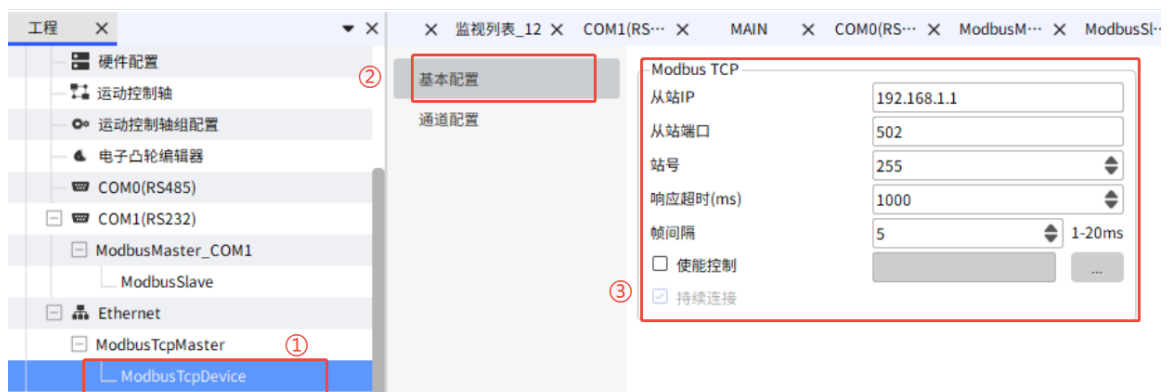 工程
监视列表_12
COM1(RS···
MAIN
COM0(RS···
ModbusM···
ModbusSl··
硬件配置
运动控制轴
运动控制轴组配置
电子凸轮编辑器
COM0(RS485)
COM1(RS232)
ModbusMaster_COM1
ModbusSlave
Ethernet
ModbusTcpMaster
①
ModbusTcpDevice
②
基本配置
通道配置
③
Modbus TCP
从站IP
192.168.1.1
从站端口
502
站号
255
响应超时(ms)
1000
帧间隔
5
1-20ms
使能控制
...
持续连接